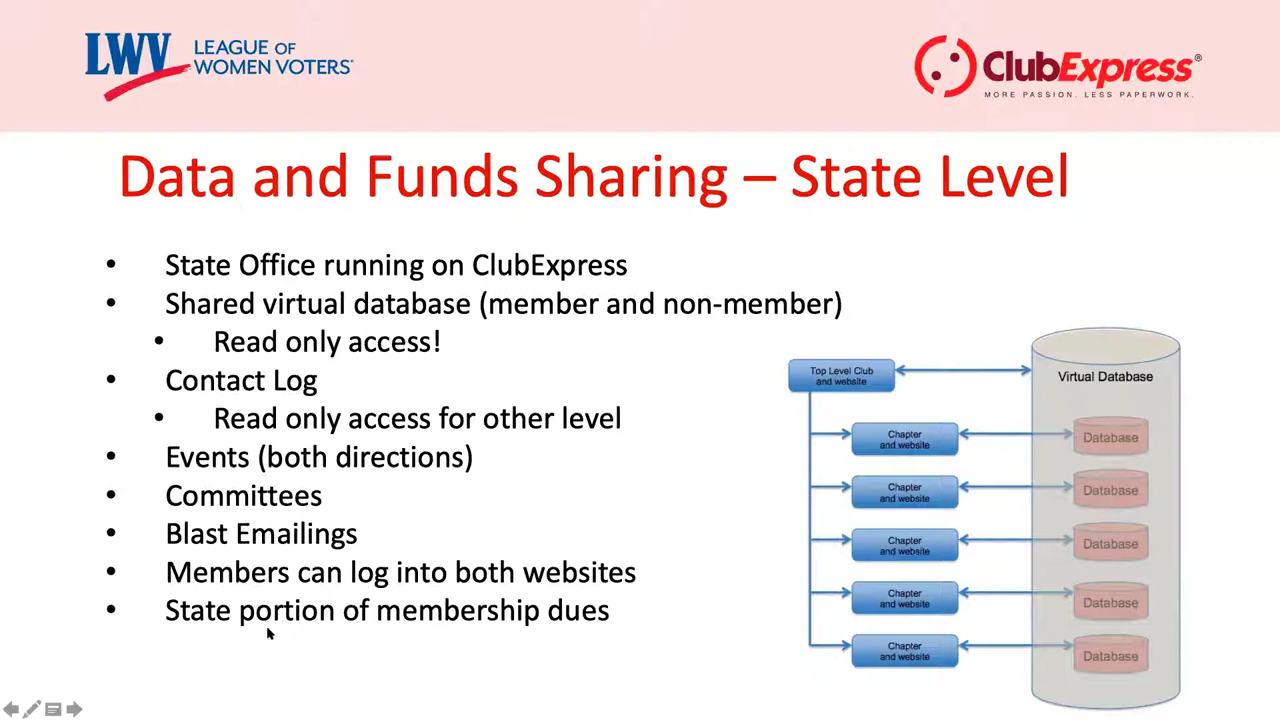 LWV LEAGUE OF
WOMEN VOTERS®
ClubExpress®
MORE PASSION. LESS PAPERWORK.
Data and Funds Sharing – State Level
• State Office running on ClubExpress
• Shared virtual database (member and non-member)
• Read only access!
• Contact Log
• Read only access for other level
• Events (both directions)
• Committees
• Blast Emailings
• Members can log into both websites
• State portion of membership dues
Top Level Club
and website
Virtual Database
Chapter
and website
Database
Chapter
and website
Database
Chapter
and website
Database
Chapter
and website
Database
Chapter
and website
Database